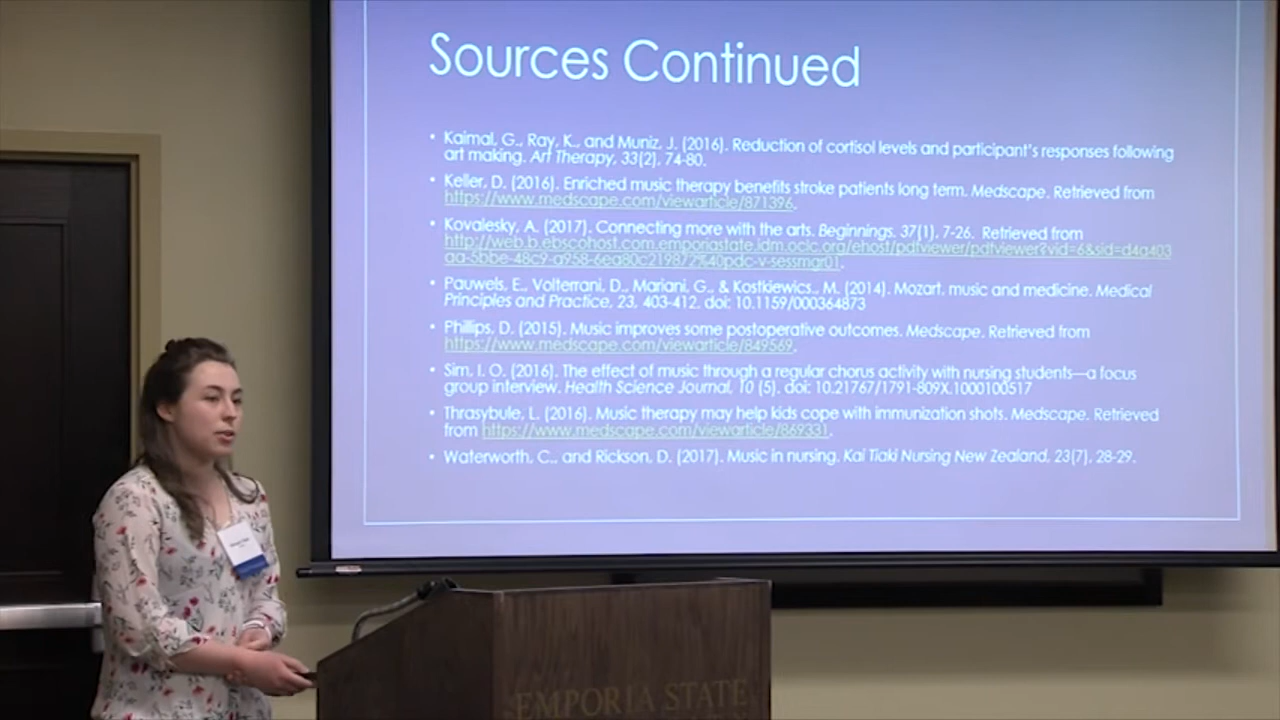 Sources Continued
• Kaimal, G., Ray, K., and Muniz, J. (2016). Reduction of cortisol levels and participant's responses following
art making. Art Therapy, 33(2), 74-80.
• Keller, D. (2016). Enriched music therapy benefits stroke patients long term. Medscape. Retrieved from
https://www.medscape.com/viewarticle/871396.
• Kovalesky, A. (2017). Connecting more with the arts. Beginnings. 37(1), 7-26. Retrieved from
http://web.b.ebscohost.com.emporiastate.idm.oclc.org/ehost/pdfviewer/pdfviewer?vid=6&sid=d4a403
aa-5bbe-48c9-a958-6ea80c219872%40pdc-v-sessmgr01.
• Pauwels, E., Volterrani, D., Mariani, G., & Kostkiewics, M. (2014). Mozart, music and medicine. Medical
Principles and Practice, 23, 403-412. doi: 10.1159/000364873
• Phillips, D. (2015). Music improves some postoperative outcomes. Medscape. Retrieved from
https://www.medscape.com/viewarticle/849569.
• Sim, I. O. (2016). The effect of music through a regular chorus activity with nursing students—a focus
group interview. Health Science Journal, 10 (5). doi: 10.21767/1791-809X.1000100517
• Thrasybule, L. (2016). Music therapy may help kids cope with immunization shots. Medscape. Retrieved
from https://www.medscape.com/viewarticle/869331.
• Waterworth, C., and Rickson, D. (2017). Music in nursing. Kai Tiaki Nursing New Zealand, 23(7), 28-29.
EMPORIA STATE